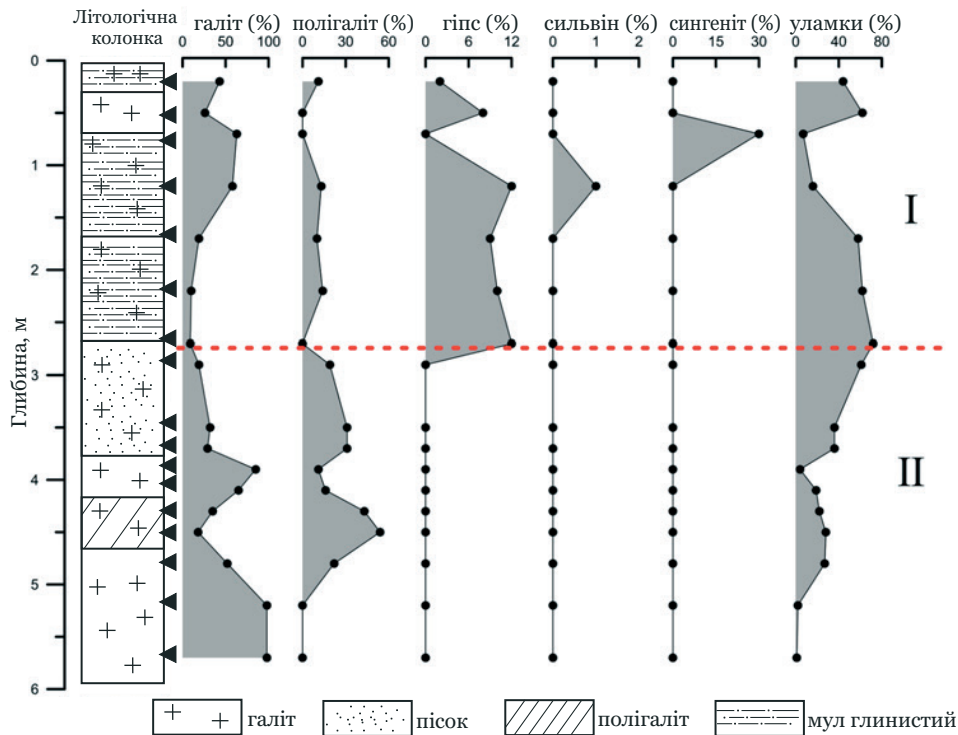 Літологічна
колонка
галіт (%)
полігаліт (%)
гіпс (%)
сильвін (%)
сингеніт (%)
уламки (%)
0 50 100
0 30 60
0 6 12
0 1 2
0 15 30
0 40 80
Глибина, м
0
1
2
3
4
5
6
I
II
галіт
пісок
полігаліт
мул глинистий